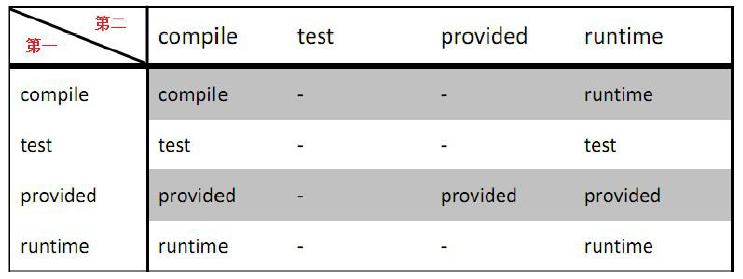 第二
第一 compile test provided runtime
compile compile - - runtime
test test - - test
provided provided - provided provided
runtime runtime - - runtime